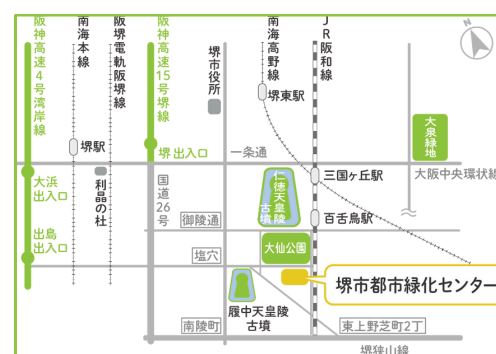 阪神高速4号湾岸線
南海本線
阪堺電軌阪堺線
阪神高速15号堺線
堺市役所
南海高野線
JR阪和線
N
堺東駅
大泉緑地
堺駅
堺出入口
一条通
大浜
出入口
利晶の杜
国道26号
仁徳天皇陵
古墳
三国ヶ丘駅
大阪中央環状線
御陵通
百舌鳥駅
出島
出入口
塩穴
大仙公園
堺市都市緑化センター
履中天皇陵
古墳
南陵町
東上野芝町2丁
堺狭山線